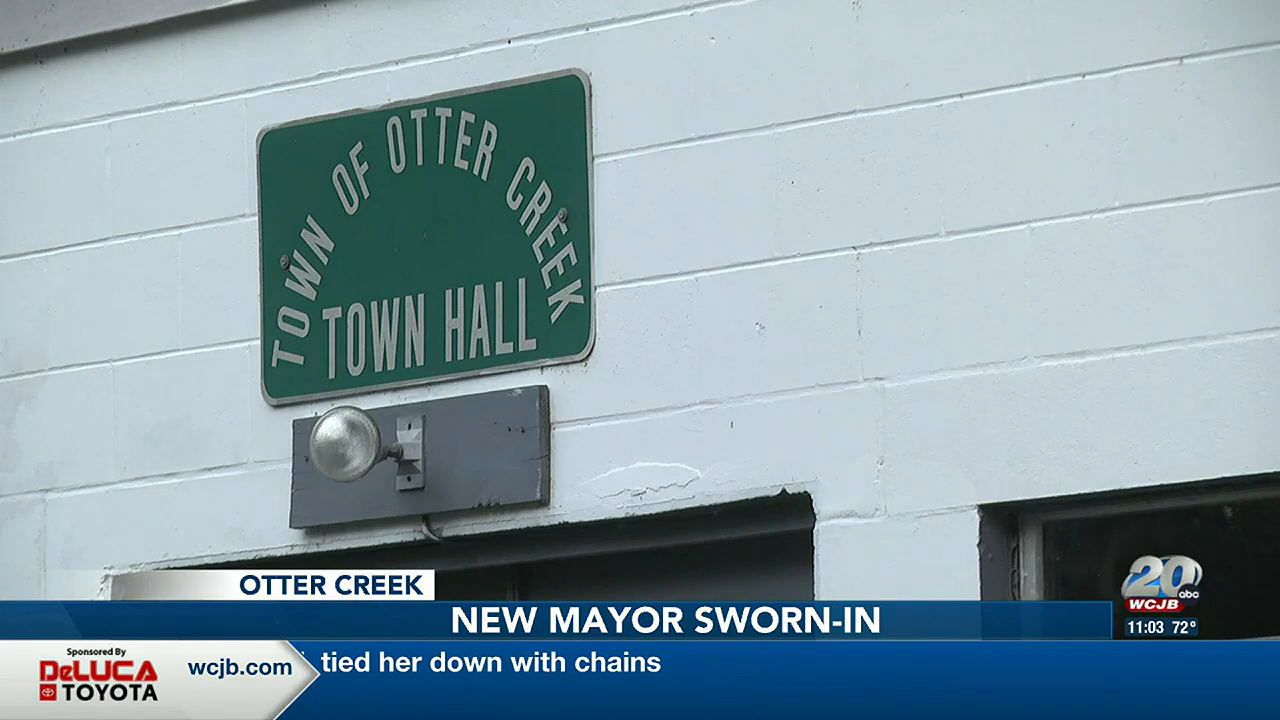 TOWN OF OTTER CREEK
TOWN HALL
OTTER CREEK
NEW MAYOR SWORN-IN
20
abc
WCJB
11:03 72°
Sponsored By
DELUCA
TOYOTA
wcjb.com
tied her down with chains